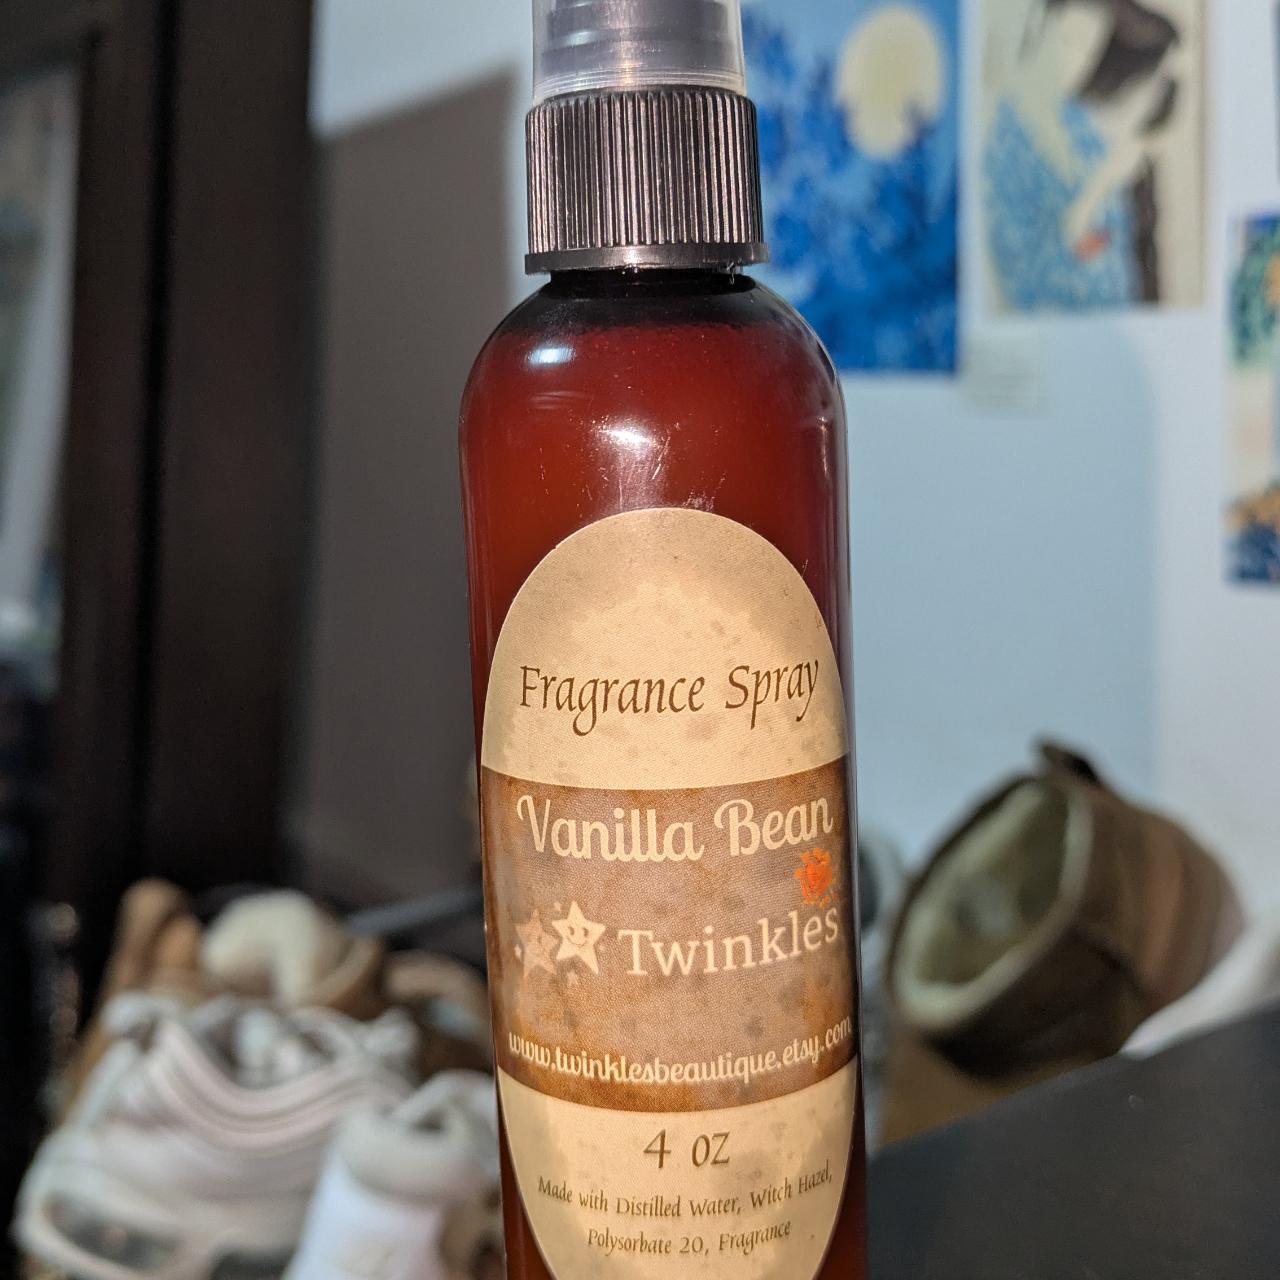 Fragrance Spray
Vanilla Bean
Twinkles
www.twinklesbeautique.etsy.com
4 oz
Made with Distilled Water, Witch Hazel,
Polysorbate 20, Fragrance